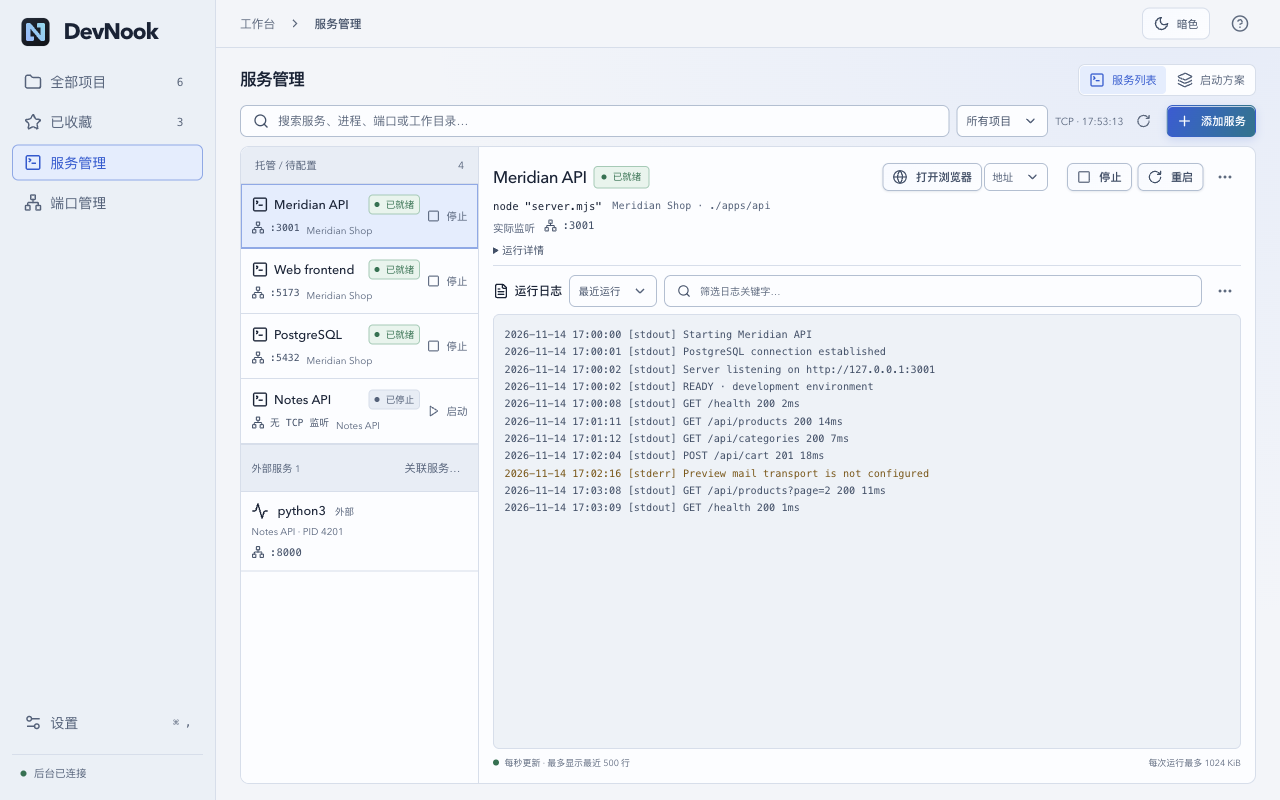 DevNook
全部项目 6
已收藏 3
服务管理
端口管理
设置 ⌘ ,
后台已连接
工作台 > 服务管理
暗色
服务管理
服务列表 启动方案
搜索服务、进程、端口或工作目录…
所有项目
TCP · 17:53:13
添加服务
托管 / 待配置 4
Meridian API 已就绪 停止
:3001 Meridian Shop
Web frontend 已就绪 停止
:5173 Meridian Shop
PostgreSQL 已就绪 停止
:5432 Meridian Shop
Notes API 已停止 启动
无 TCP 监听 Notes API
外部服务 1 关联服务…
python3 外部
Notes API · PID 4201
:8000
Meridian API 已就绪
打开浏览器 地址 停止 重启
node "server.mjs" Meridian Shop · ./apps/api
实际监听 :3001
运行详情
运行日志 最近运行 筛选日志关键字…
2026-11-14 17:00:00 [stdout] Starting Meridian API
2026-11-14 17:00:01 [stdout] PostgreSQL connection established
2026-11-14 17:00:02 [stdout] Server listening on http://127.0.0.1:3001
2026-11-14 17:00:02 [stdout] READY · development environment
2026-11-14 17:00:08 [stdout] GET /health 200 2ms
2026-11-14 17:01:11 [stdout] GET /api/products 200 14ms
2026-11-14 17:01:12 [stdout] GET /api/categories 200 7ms
2026-11-14 17:02:04 [stdout] POST /api/cart 201 18ms
2026-11-14 17:02:16 [stderr] Preview mail transport is not configured
2026-11-14 17:03:08 [stdout] GET /api/products?page=2 200 11ms
2026-11-14 17:03:09 [stdout] GET /health 200 1ms
每秒更新 · 最多显示最近 500 行
每次运行最多 1024 KiB